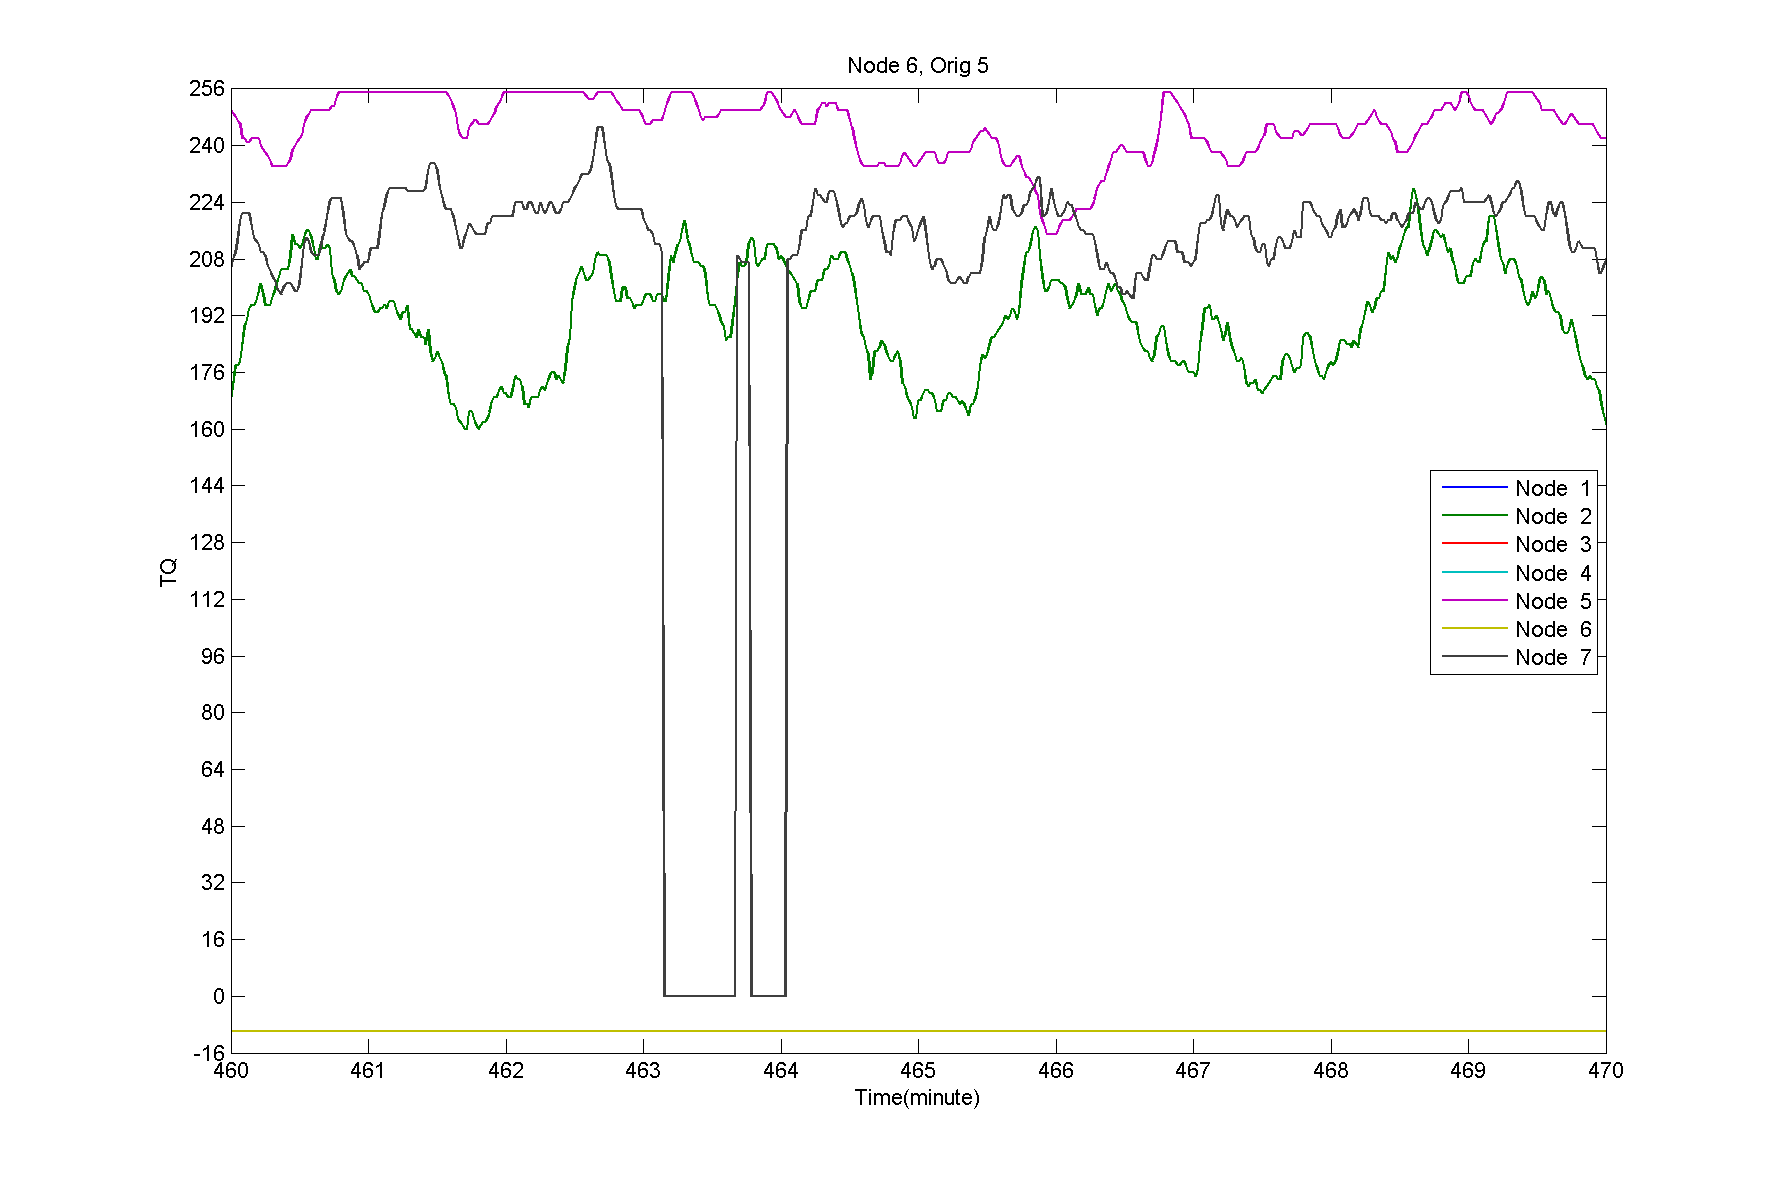 Node 6, Orig 5
256
240
224
208
192
176
160
144
128
112
96
80
64
48
32
16
0
-16
TQ
Node 1
Node 2
Node 3
Node 4
Node 5
Node 6
Node 7
460 461 462 463 464 465 466 467 468 469 470
Time(minute)